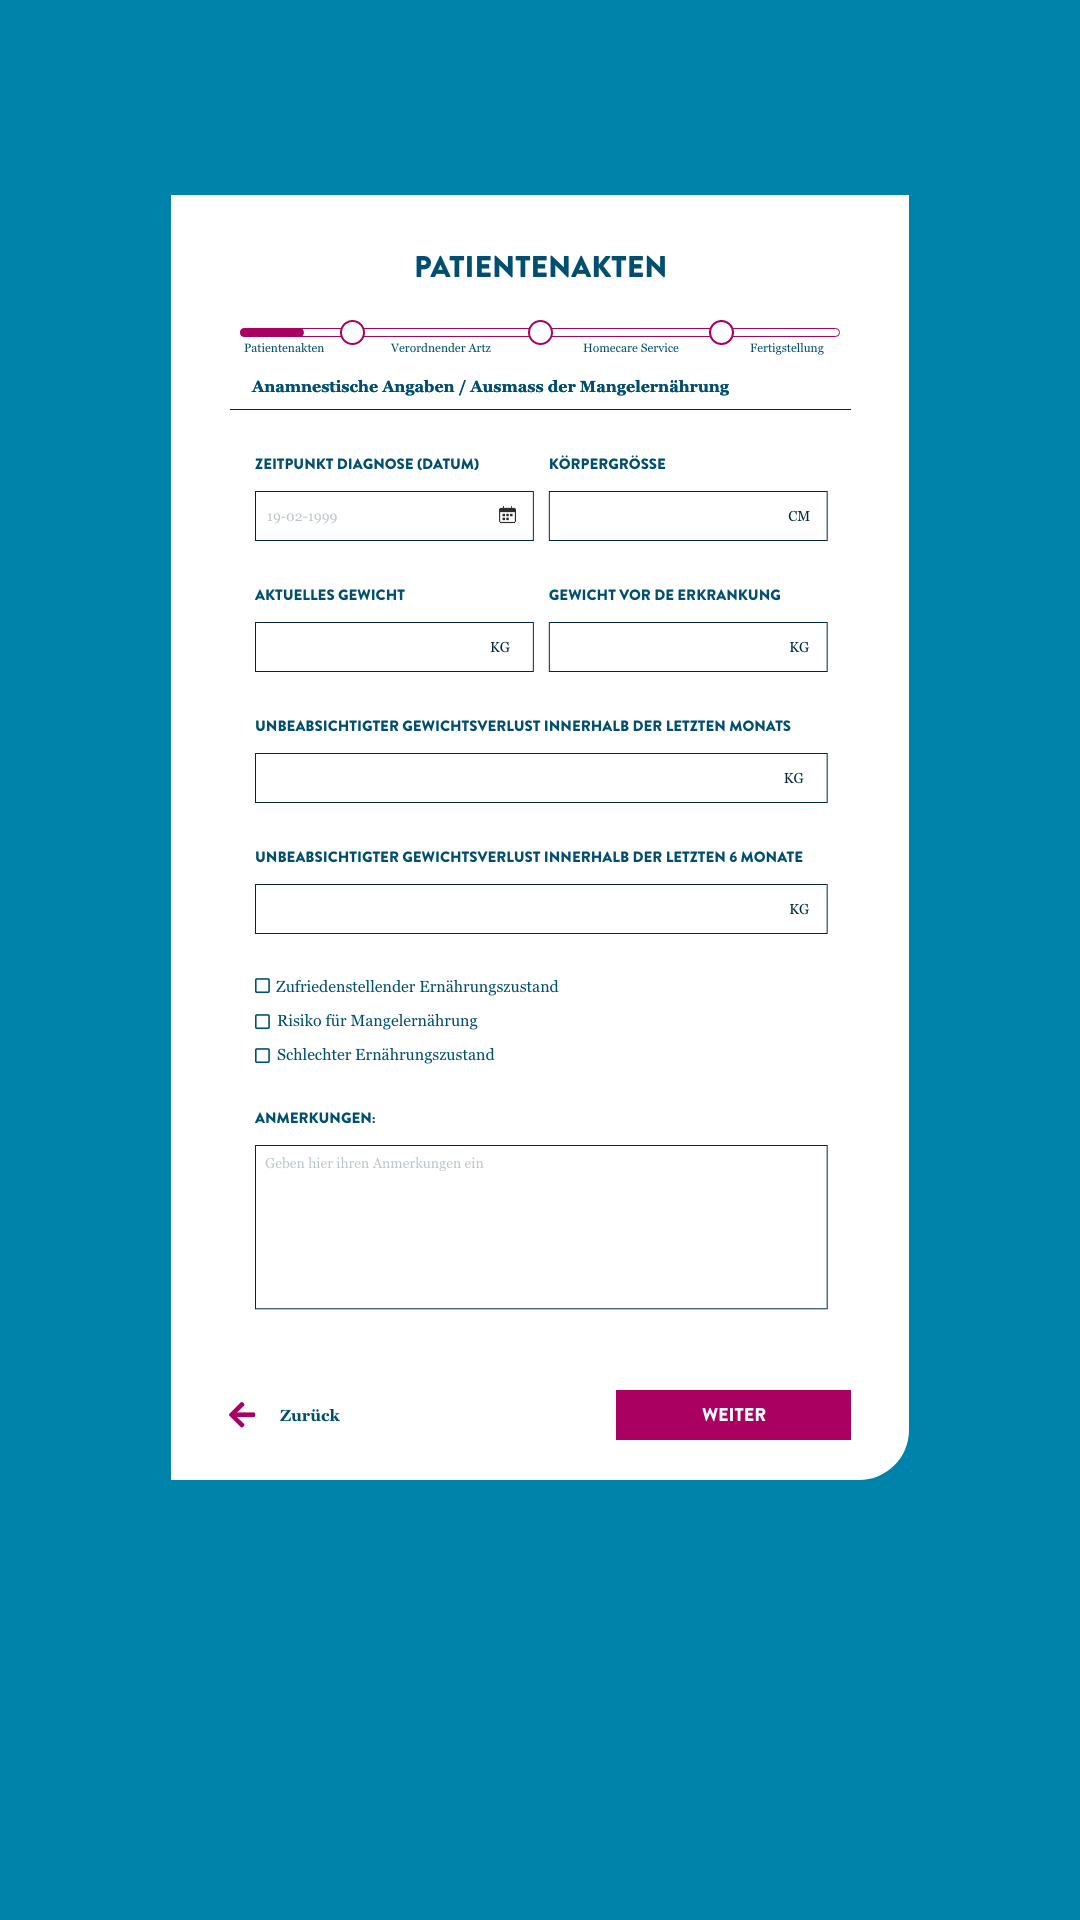 PATIENTENAKTEN
Patientenakten Verordnender Artz Homecare Service Fertigstellung
Anamnestische Angaben / Ausmass der Mangelernährung
ZEITPUNKT DIAGNOSE (DATUM) KÖRPERGRÖSSE
19-02-1999 CM
AKTUELLES GEWICHT GEWICHT VOR DE ERKRANKUNG
KG KG
UNBEABSICHTIGTER GEWICHTSVERLUST INNERHALB DER LETZTEN MONATS
KG
UNBEABSICHTIGTER GEWICHTSVERLUST INNERHALB DER LETZTEN 6 MONATE
KG
Zufriedenstellender Ernährungszustand
Risiko für Mangelernährung
Schlechter Ernährungszustand
ANMERKUNGEN:
Geben hier ihren Anmerkungen ein
Zurück WEITER